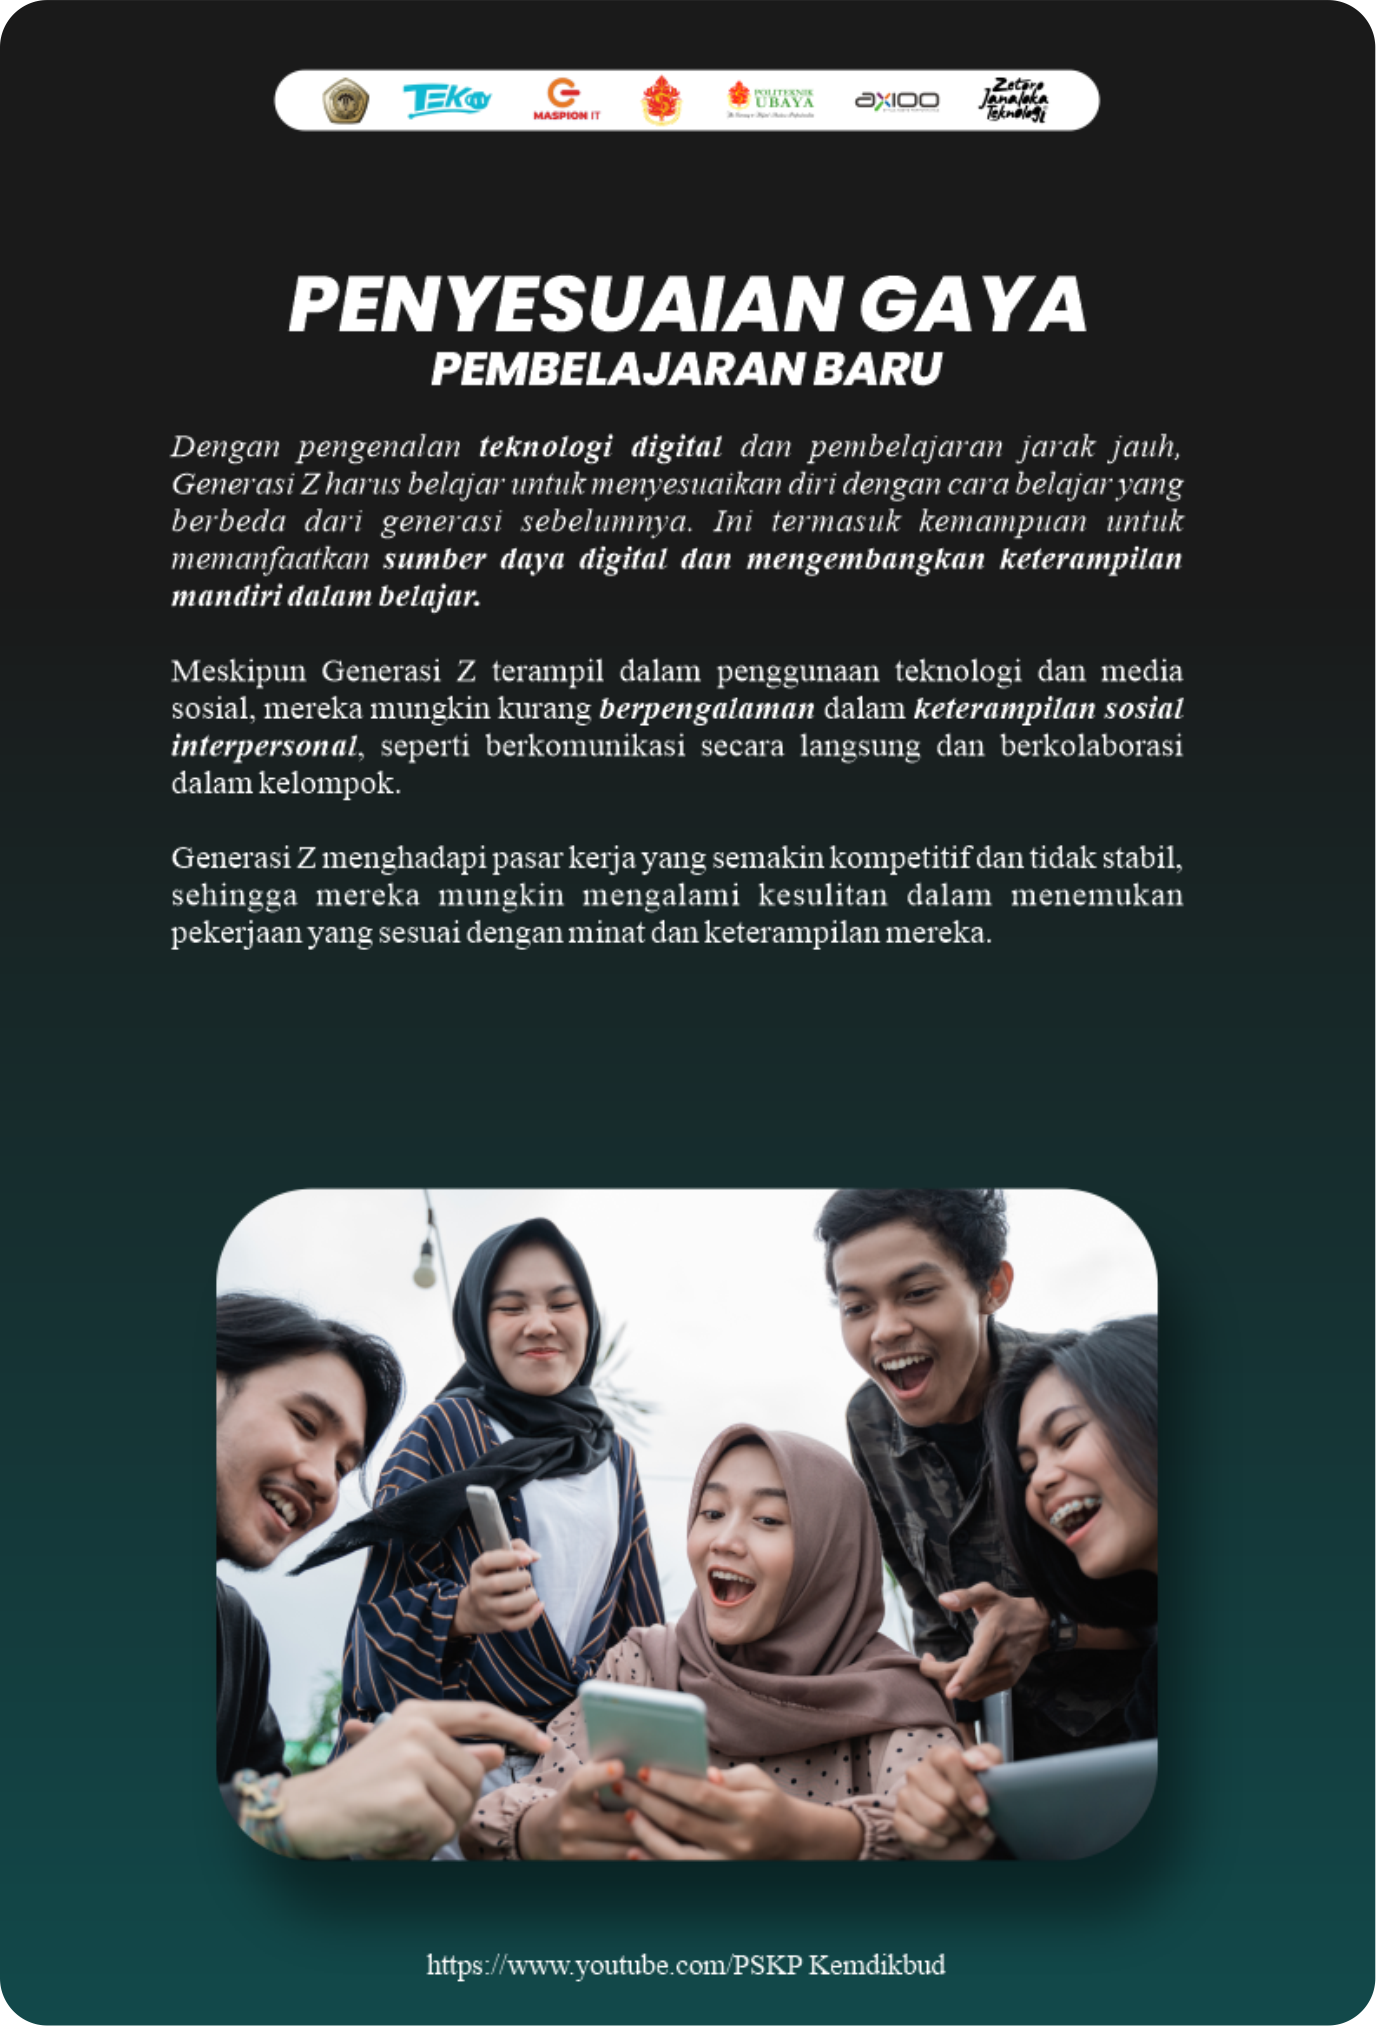 TEKO
MASPION IT
POLITEKNIK
UBAYA
AXIOO
Zetoro
Janaloka
Teknologi
PENYESUAIAN GAYA
PEMBELAJARAN BARU
Dengan pengenalan teknologi digital dan pembelajaran jarak jauh,
Generasi Z harus belajar untuk menyesuaikan diri dengan cara belajar yang
berbeda dari generasi sebelumnya. Ini termasuk kemampuan untuk
memanfaatkan sumber daya digital dan mengembangkan keterampilan
mandiri dalam belajar.
Meskipun Generasi Z terampil dalam penggunaan teknologi dan media
sosial, mereka mungkin kurang berpengalaman dalam keterampilan sosial
interpersonal, seperti berkomunikasi secara langsung dan berkolaborasi
dalam kelompok.
Generasi Z menghadapi pasar kerja yang semakin kompetitif dan tidak stabil,
sehingga mereka mungkin mengalami kesulitan dalam menemukan
pekerjaan yang sesuai dengan minat dan keterampilan mereka.
https://www.youtube.com/PSKP Kemdikbud